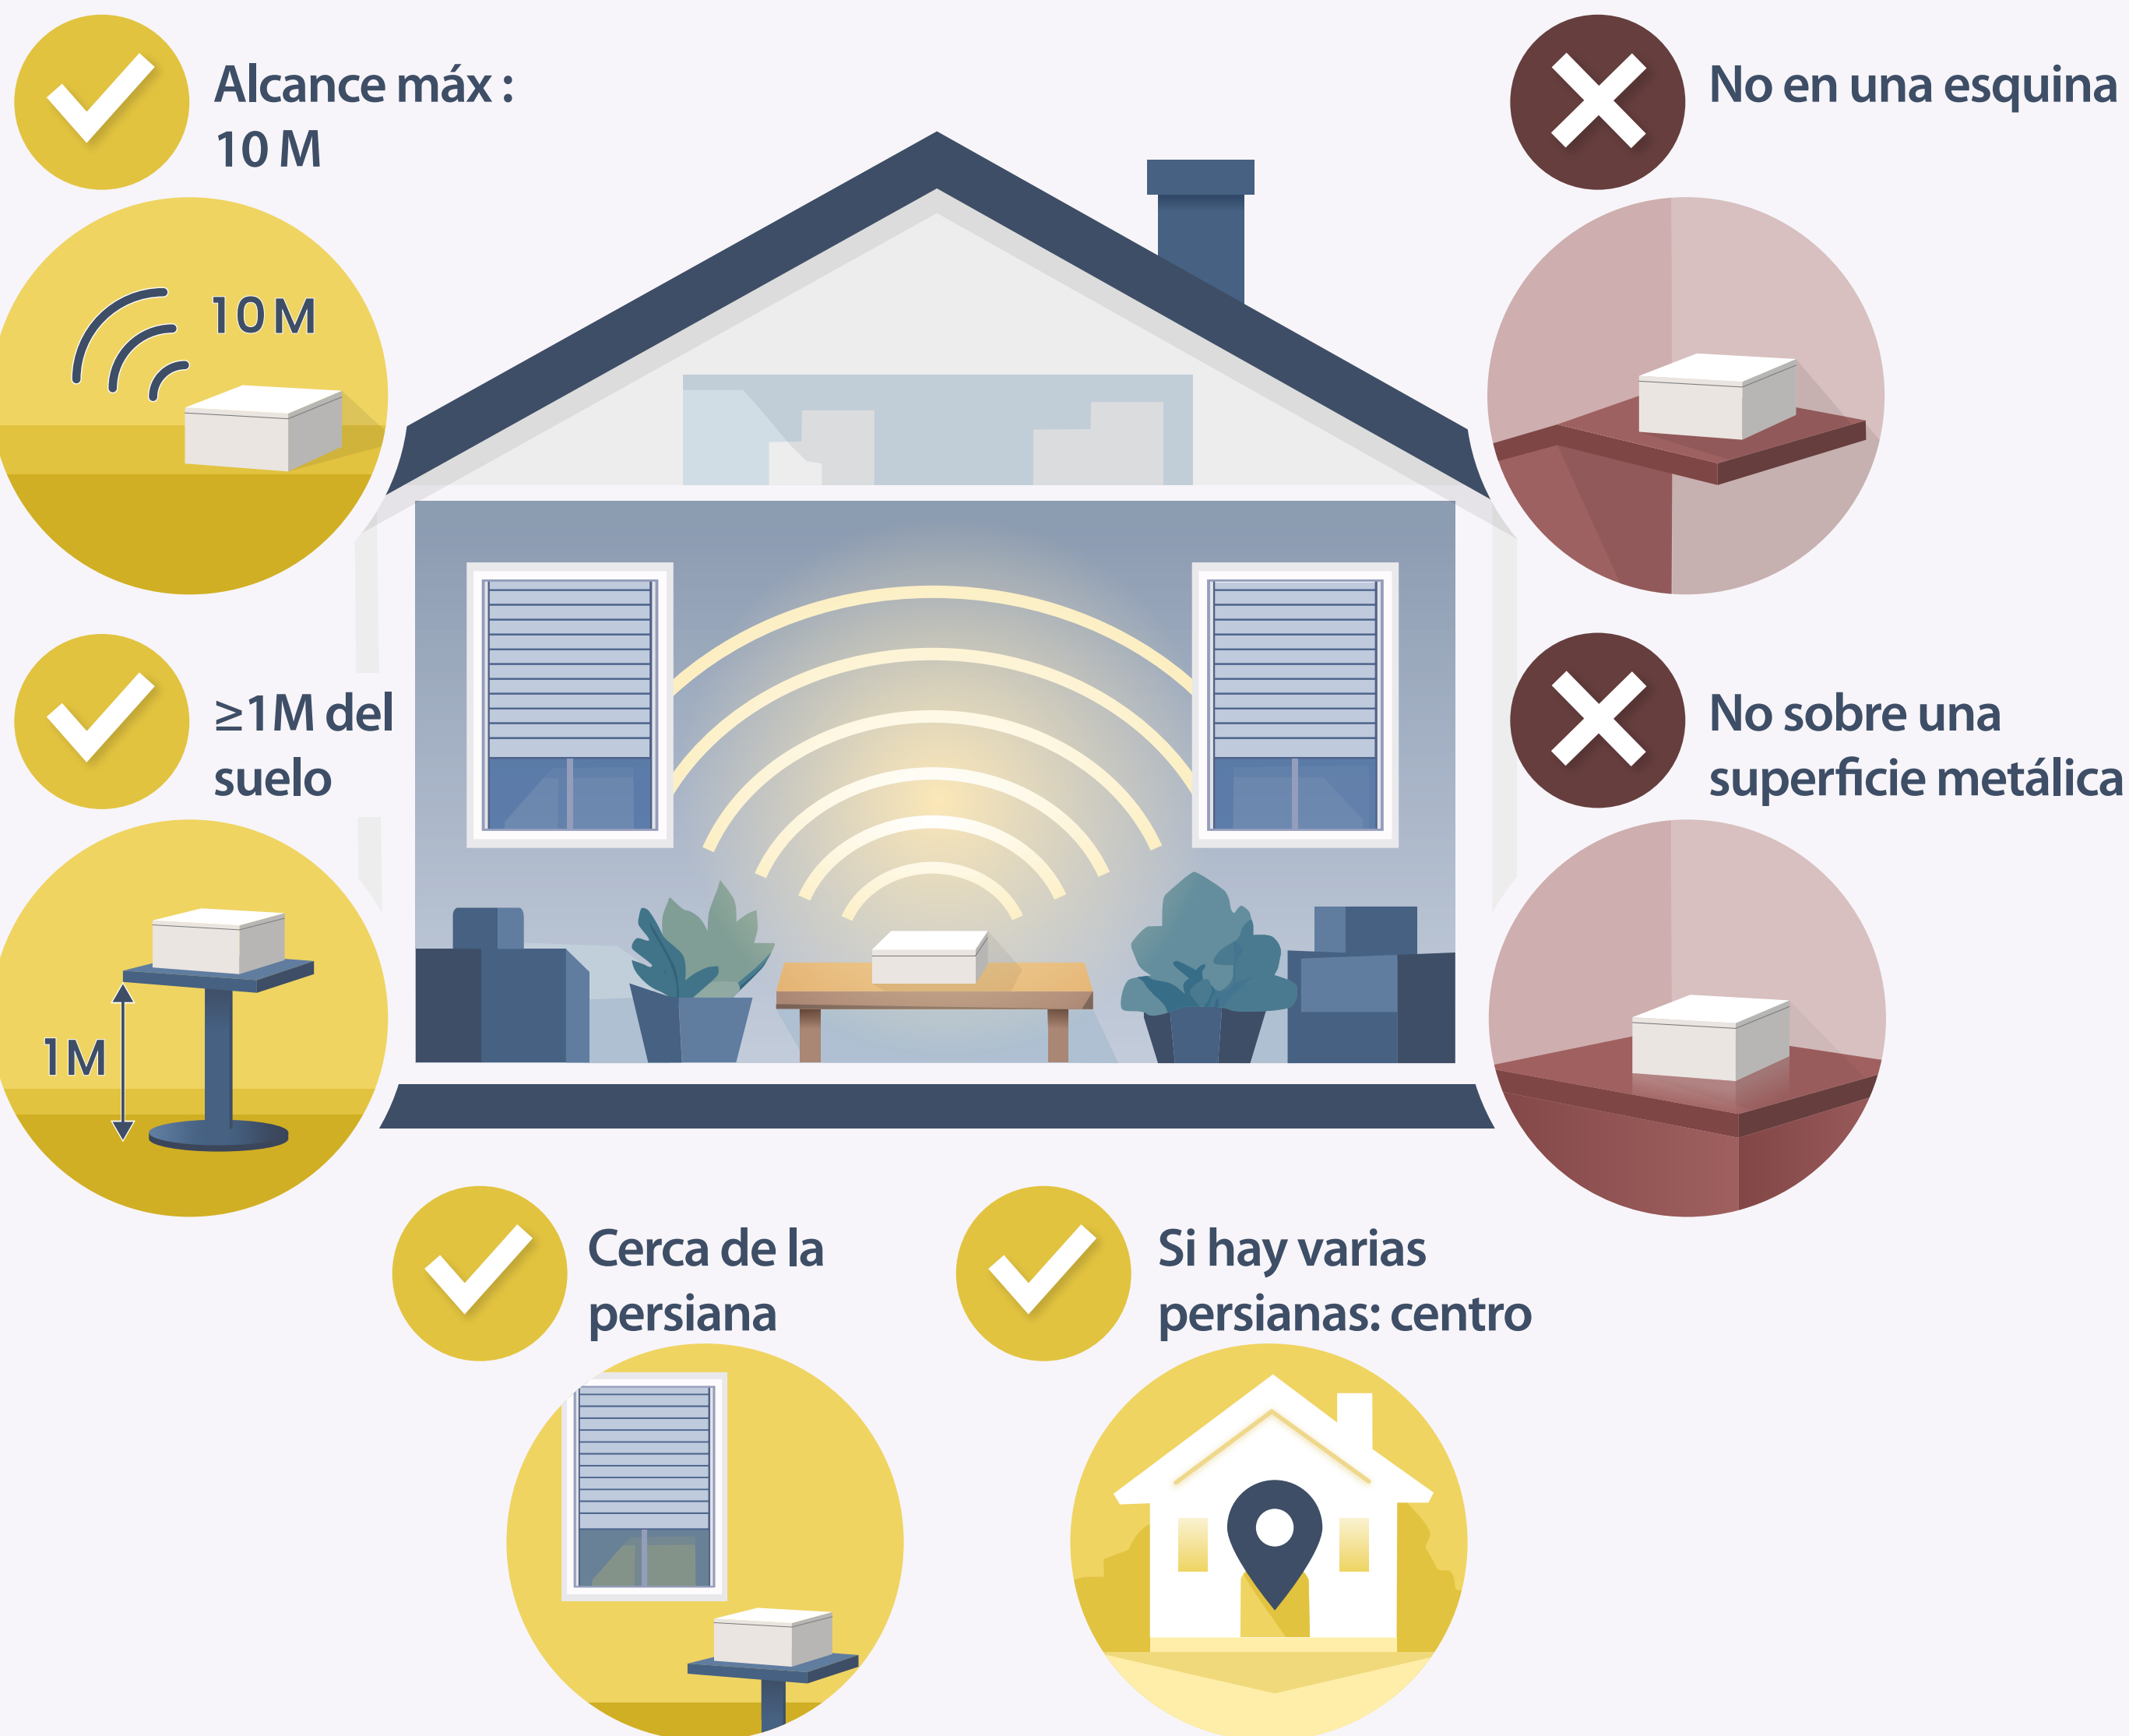 Alcance máx :
10 M
10M
≥1M del
suelo
1M
No en una esquina
No sobre una
superficie metálica
Cerca de la
persiana
Si hay varias
persianas: centro